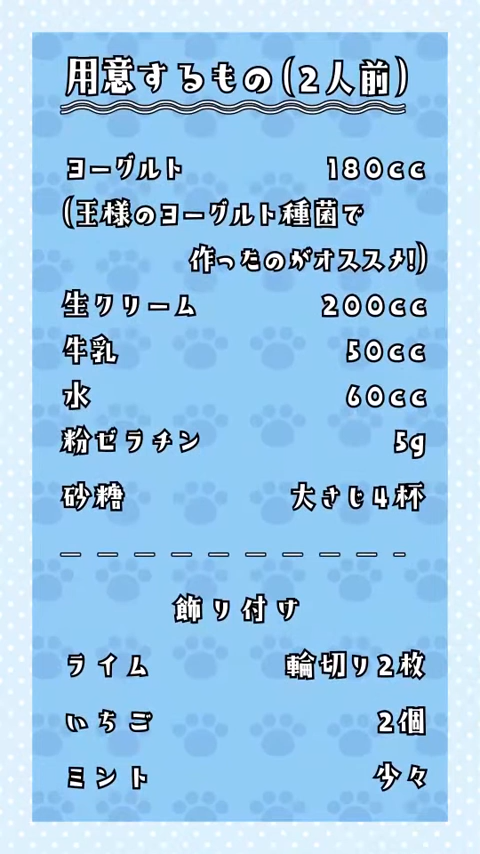 用意するもの(2人前)
ヨーグルト 180cc
(王様のヨーグルト種菌で
作ったのがオススメ!)
生クリーム 200cc
牛乳 50cc
水 60cc
粉ゼラチン 5g
砂糖 大さじ4杯
飾り付け
ライム 輪切り2枚
いちご 2個
ミント 少々